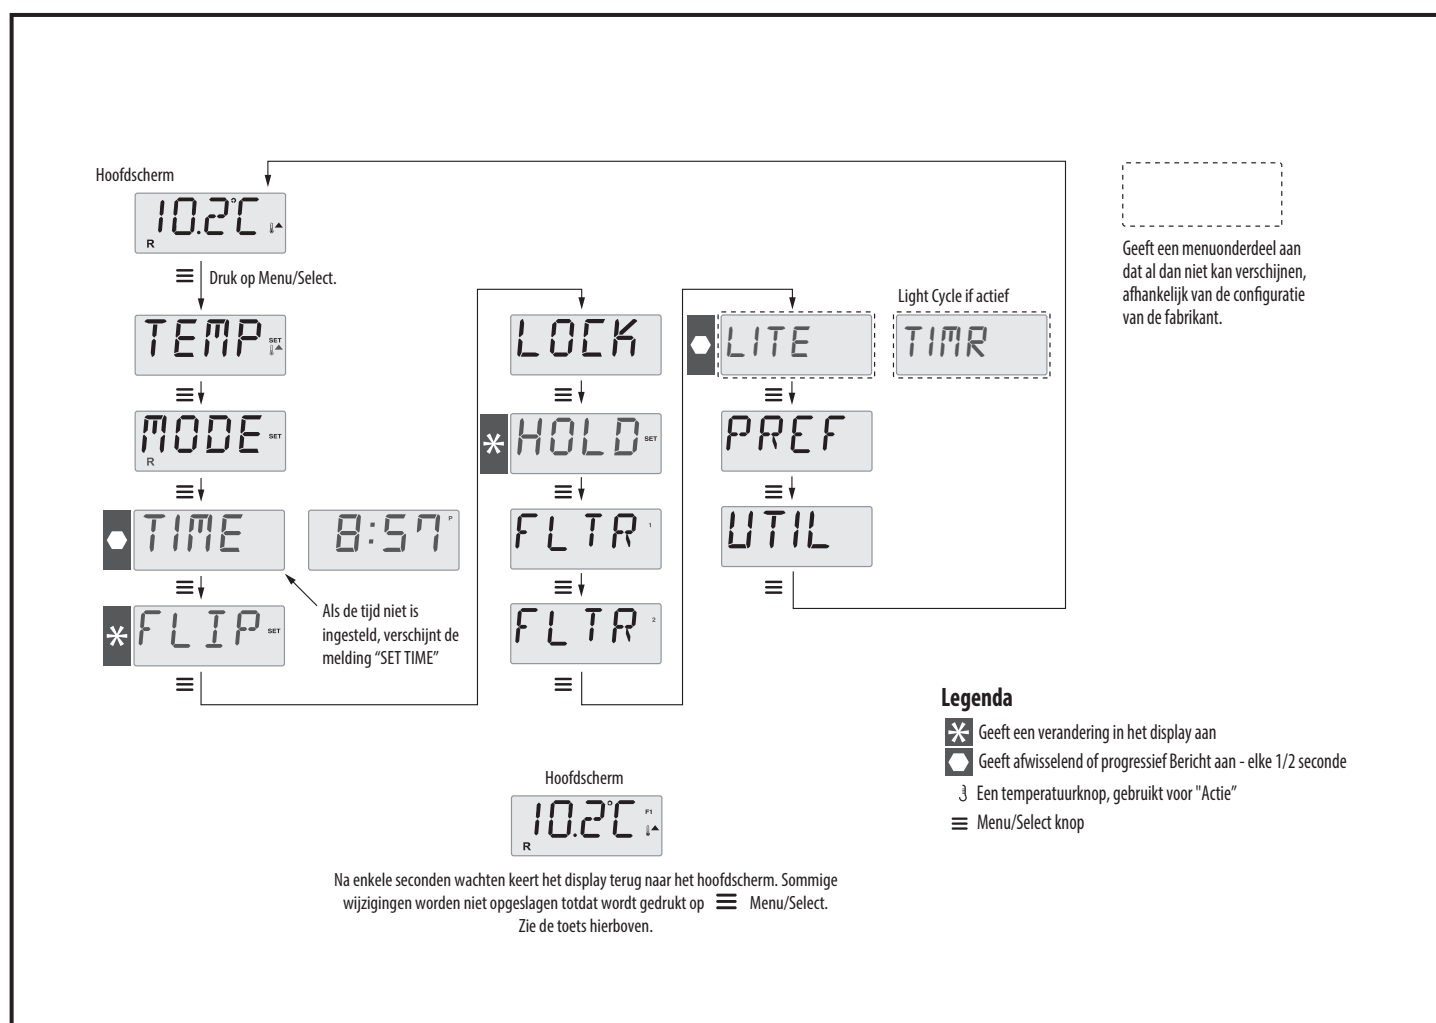 Hoofdscherm
10.2°C
R
Druk op Menu/Select.
TEMP
SET
MODE
SET
R
TIME
8:57
P
FLIP
SET
Als de tijd niet is
ingesteld, verschijnt de
melding “SET TIME”
LOCK
HOLD
SET
FLTR
1
FLTR
2
Light Cycle if actief
LITE
TIMR
PREF
UTIL
Geeft een menuonderdeel aan
dat al dan niet kan verschijnen,
afhankelijk van de configuratie
van de fabrikant.
Legenda
Geeft een verandering in het display aan
Geeft afwisselend of progressief Bericht aan - elke 1/2 seconde
Een temperatuurknop, gebruikt voor "Actie”
Menu/Select knop
Hoofdscherm
10.2°C
F1
R
Na enkele seconden wachten keert het display terug naar het hoofdscherm. Sommige
wijzigingen worden niet opgeslagen totdat wordt gedrukt op Menu/Select.
Zie de toets hierboven.